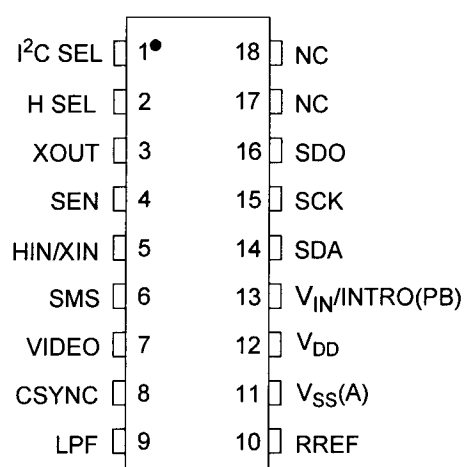 I²C SEL 1 18 NC
H SEL 2 17 NC
XOUT 3 16 SDO
SEN 4 15 SCK
HIN/XIN 5 14 SDA
SMS 6 13 V_IN/INTRO(PB)
VIDEO 7 12 V_DD
CSYNC 8 11 V_SS(A)
LPF 9 10 RREF